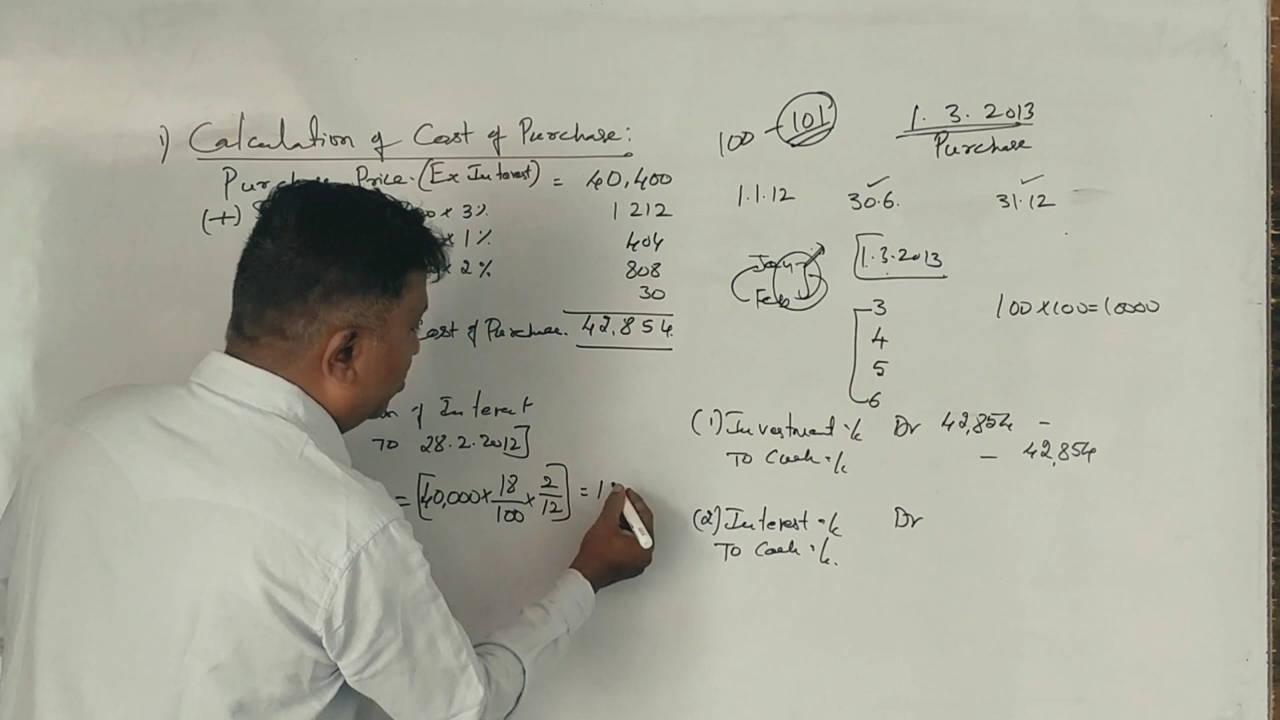 1) Calculation of Cost of Purchase:
Purchase Price. (Ex Interest) = 40,400
(+) × 3% 1212
× 1% 404
× 2% 808
30
Cost of Purchase. 42,854
of Interest
TO 28.2.2012]
= [40,000 × 18/100 × 2/12] = 1
100 - 101
1. 3. 2013
Purchase
1.1.12 30.6. 31.12
Jan
Feb
1.3.2013
3
4
5
6
100×100=10000
(1) Investment a/c Dr 42,854 -
To Cash a/c - 42,854
(2) Interest a/c Dr
To Cash a/c.